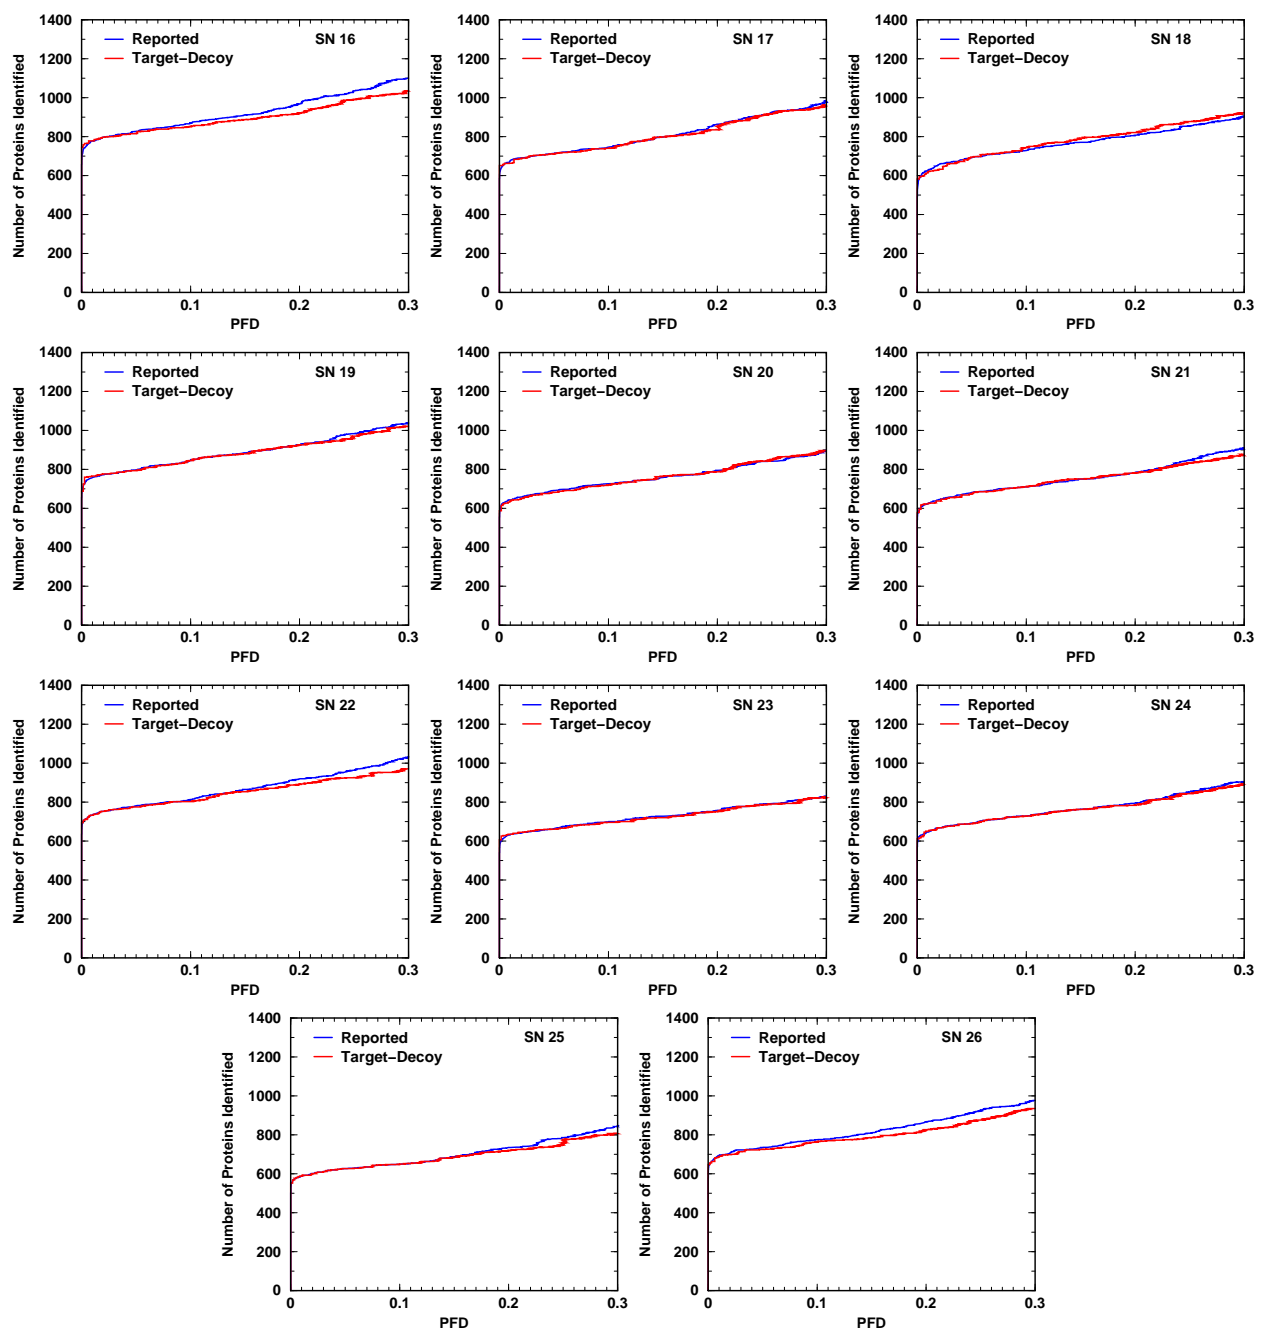 Number of Proteins Identified
1400
1200
1000
800
600
400
200
0
Reported
Target−Decoy
SN 16
0 0.1 0.2 0.3
PFD
Number of Proteins Identified
1400
1200
1000
800
600
400
200
0
Reported
Target−Decoy
SN 17
0 0.1 0.2 0.3
PFD
Number of Proteins Identified
1400
1200
1000
800
600
400
200
0
Reported
Target−Decoy
SN 18
0 0.1 0.2 0.3
PFD
Number of Proteins Identified
1400
1200
1000
800
600
400
200
0
Reported
Target−Decoy
SN 19
0 0.1 0.2 0.3
PFD
Number of Proteins Identified
1400
1200
1000
800
600
400
200
0
Reported
Target−Decoy
SN 20
0 0.1 0.2 0.3
PFD
Number of Proteins Identified
1400
1200
1000
800
600
400
200
0
Reported
Target−Decoy
SN 21
0 0.1 0.2 0.3
PFD
Number of Proteins Identified
1400
1200
1000
800
600
400
200
0
Reported
Target−Decoy
SN 22
0 0.1 0.2 0.3
PFD
Number of Proteins Identified
1400
1200
1000
800
600
400
200
0
Reported
Target−Decoy
SN 23
0 0.1 0.2 0.3
PFD
Number of Proteins Identified
1400
1200
1000
800
600
400
200
0
Reported
Target−Decoy
SN 24
0 0.1 0.2 0.3
PFD
Number of Proteins Identified
1400
1200
1000
800
600
400
200
0
Reported
Target−Decoy
SN 25
0 0.1 0.2 0.3
PFD
Number of Proteins Identified
1400
1200
1000
800
600
400
200
0
Reported
Target−Decoy
SN 26
0 0.1 0.2 0.3
PFD